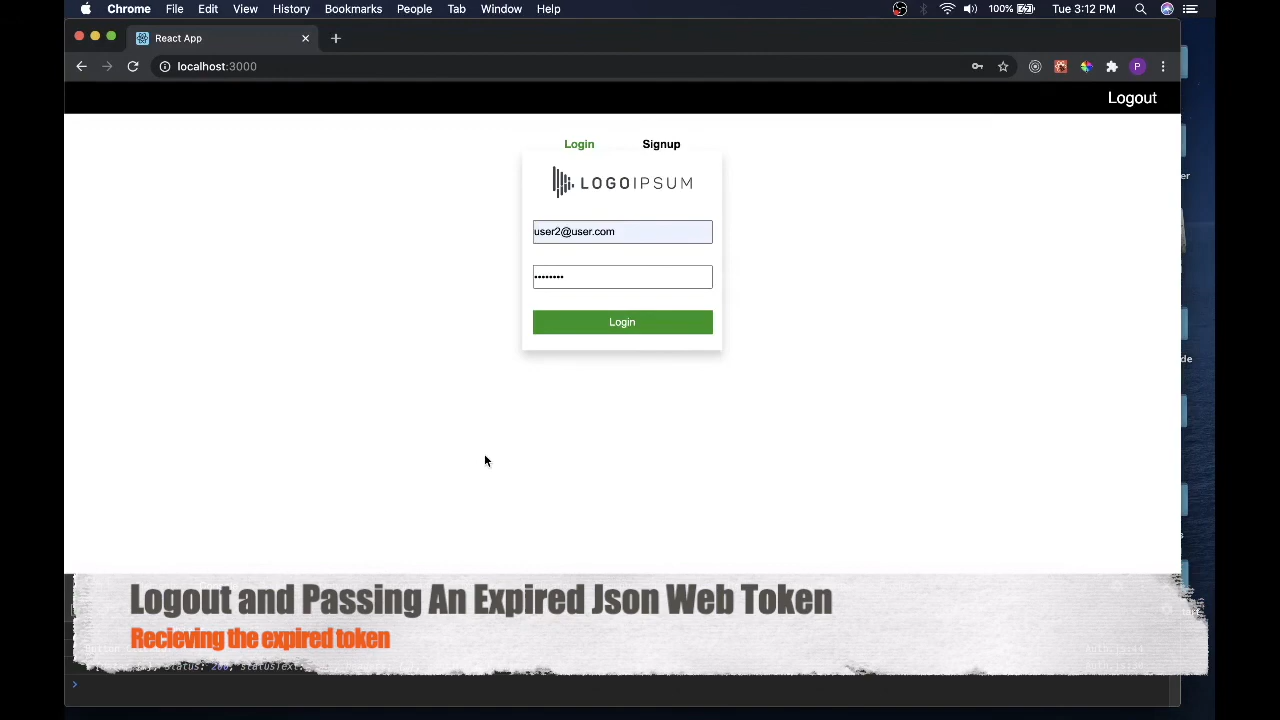 Chrome File Edit View History Bookmarks People Tab Window Help 100% Tue 3:12 PM
React App
localhost:3000
P
Logout
Login Signup
LOGOIPSUM
user2@user.com
••••••••
Login
er
de
s
Logout and Passing An Expired Json Web Token
Recieving the expired token